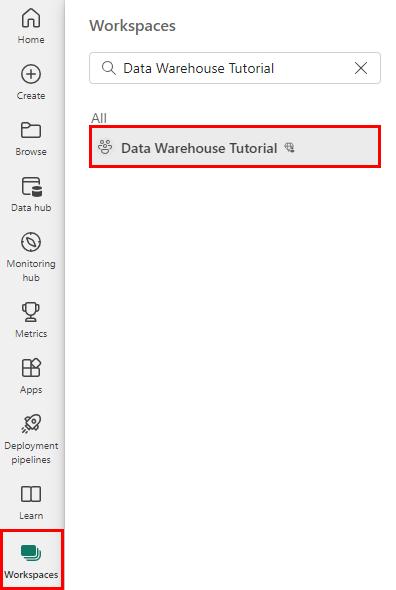 Home
Create
Browse
Data hub
Monitoring
hub
Metrics
Apps
Deployment
pipelines
Learn
Workspaces
Workspaces
Data Warehouse Tutorial
All
Data Warehouse Tutorial